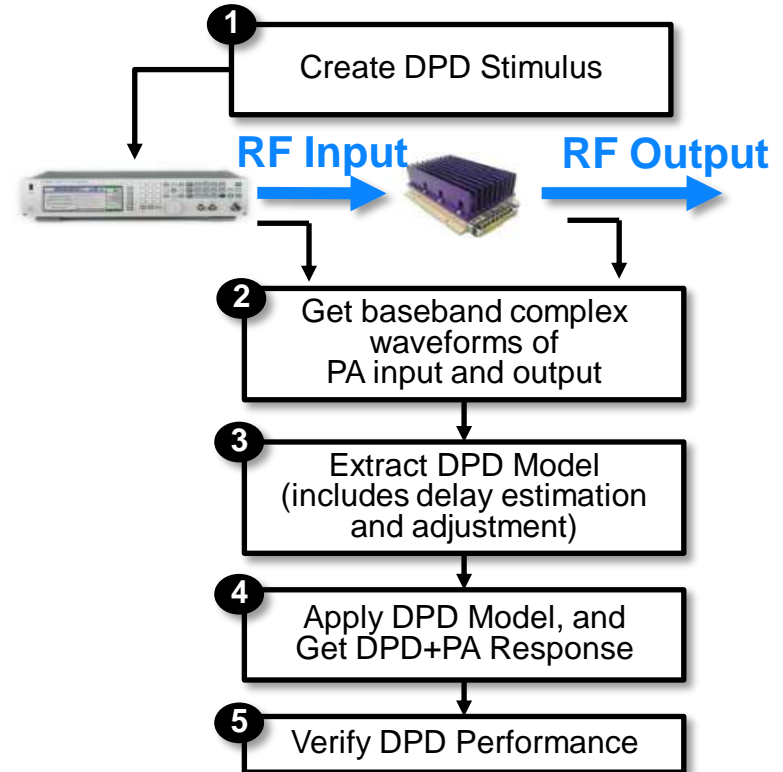 1
Create DPD Stimulus
RF Input
RF Output
2
Get baseband complex
waveforms of
PA input and output
3
Extract DPD Model
(includes delay estimation
and adjustment)
4
Apply DPD Model, and
Get DPD+PA Response
5
Verify DPD Performance